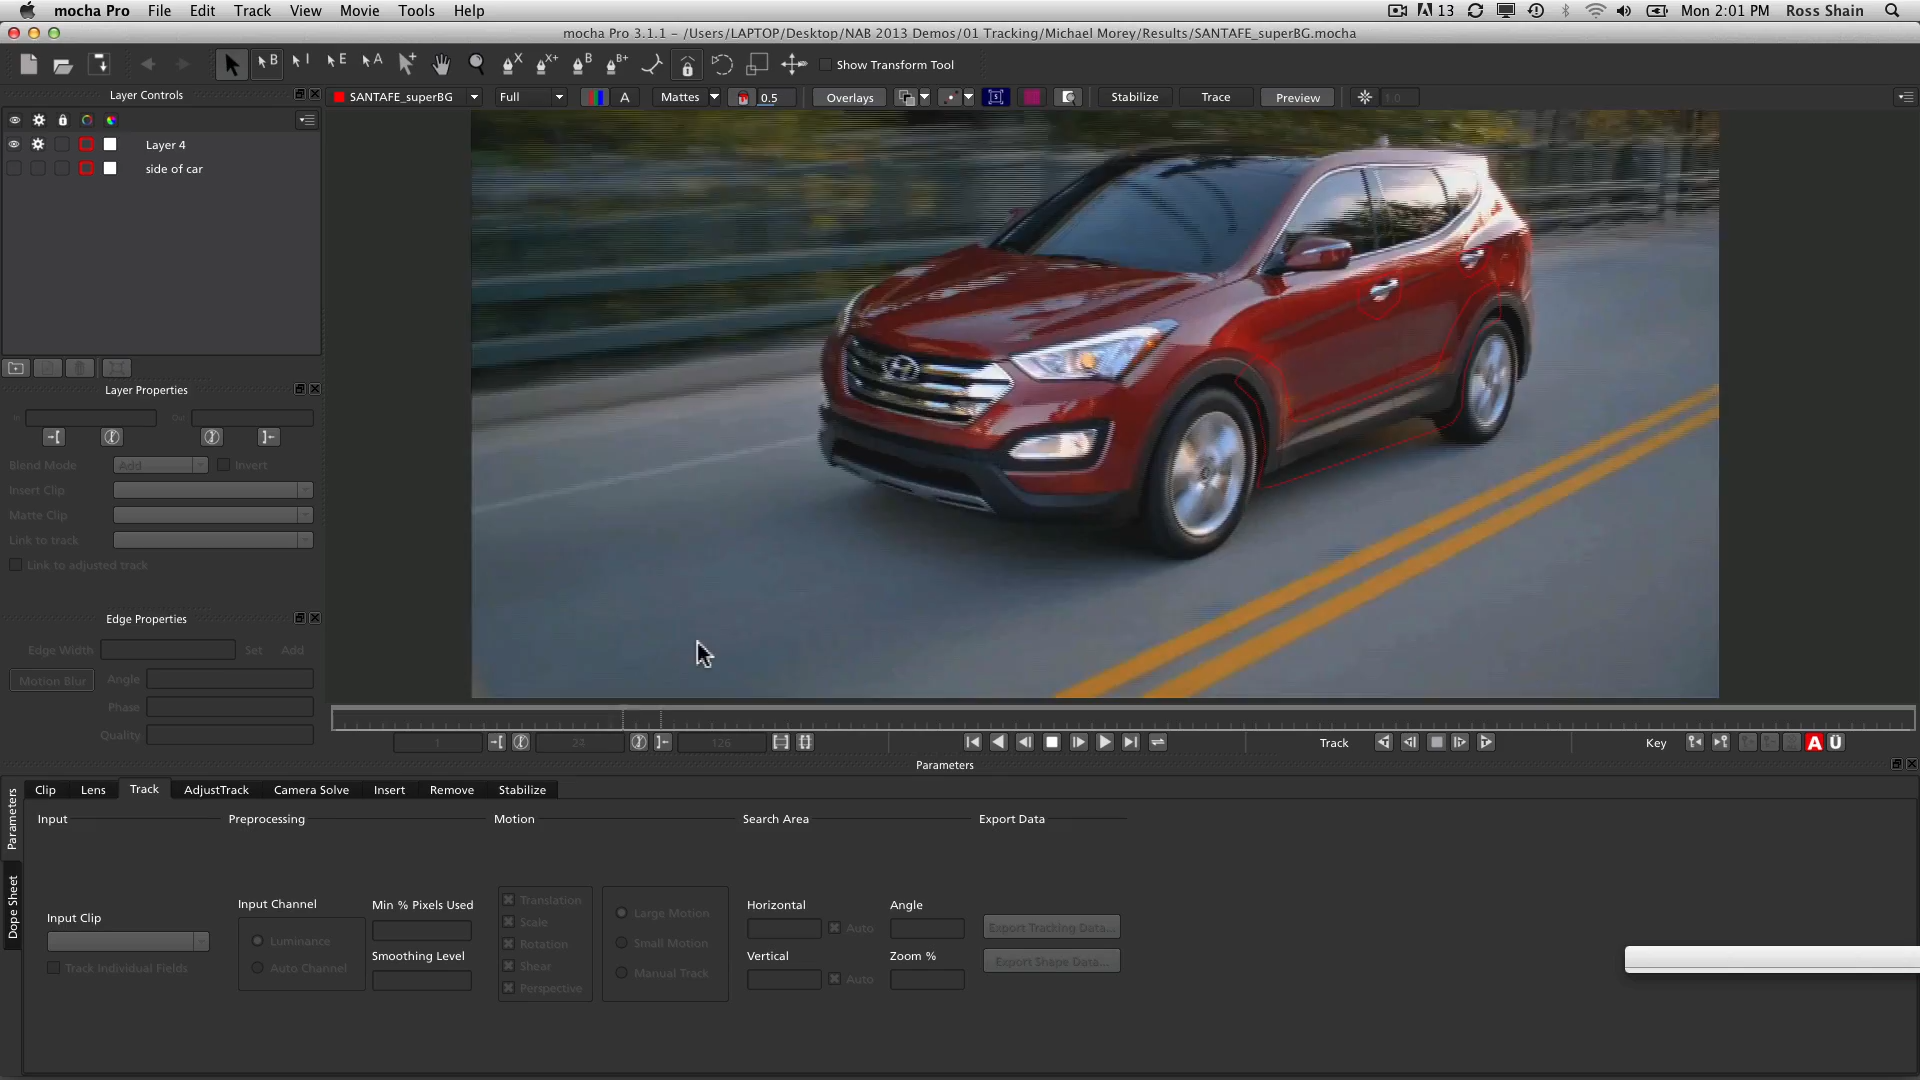 mocha Pro File Edit Track View Movie Tools Help 13 Mon 2:01 PM Ross Shain
mocha Pro 3.1.1 – /Users/LAPTOP/Desktop/NAB 2013 Demos/01 Tracking/Michael Morey/Results/SANTAFE_superBG.mocha
B I E A X X+ B B+ Show Transform Tool
Layer Controls
SANTAFE_superBG Full A Mattes 0.5 Overlays Stabilize Trace Preview 1.0
Layer 4
side of car
Layer Properties
In Out
Blend Mode Add Invert
Insert Clip
Matte Clip
Link to track
Link to adjusted track
Edge Properties
Edge Width Set Add
Motion Blur Angle
Phase
Quality
1 24 126 Track Key A Ü
Parameters
Clip Lens Track AdjustTrack Camera Solve Insert Remove Stabilize
Parameters
Dope Sheet
Input Preprocessing Motion Search Area Export Data
Input Clip
Track Individual Fields
Input Channel
Luminance
Auto Channel
Min % Pixels Used
Smoothing Level
Translation
Scale
Rotation
Shear
Perspective
Large Motion
Small Motion
Manual Track
Horizontal
Auto
Vertical
Auto
Angle
Zoom %
Export Tracking Data...
Export Shape Data...